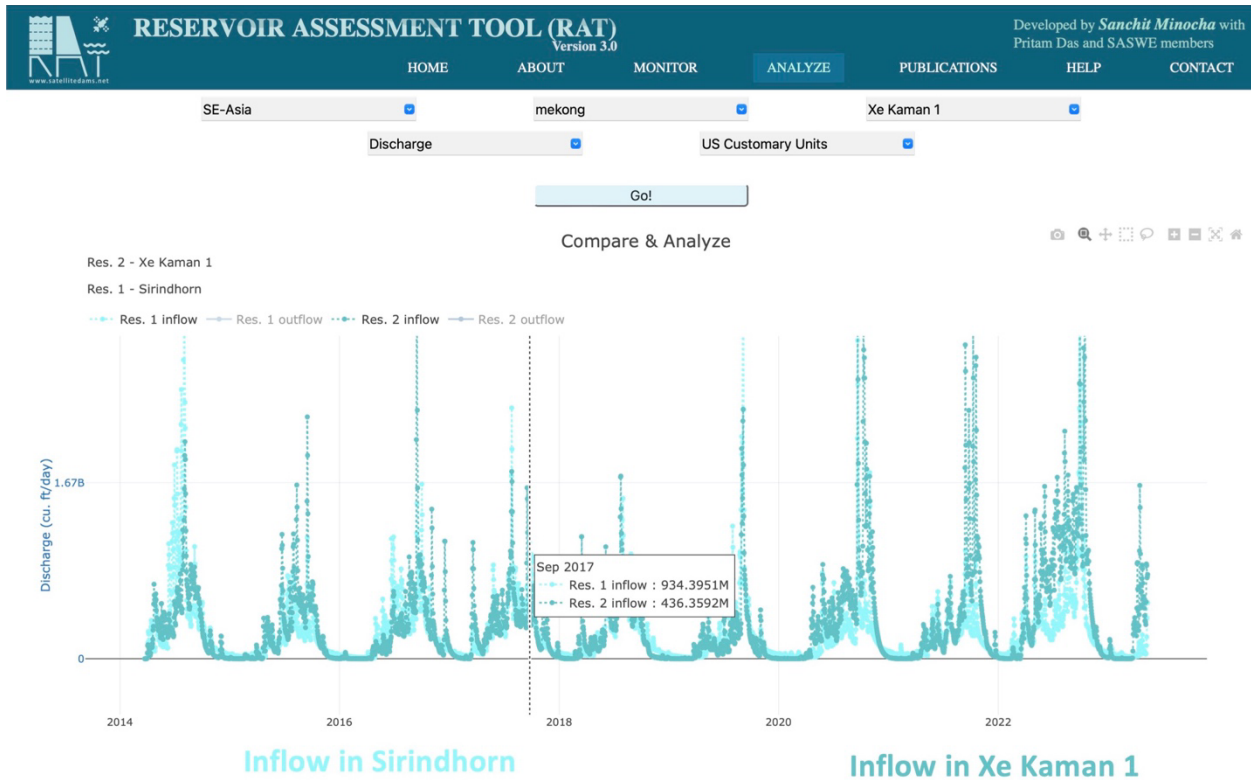 RESERVOIR ASSESSMENT TOOL (RAT)
Version 3.0
Developed by Sanchit Minocha with
Pritam Das and SASWE members
RAT
www.satellitedams.net
HOME ABOUT MONITOR ANALYZE PUBLICATIONS HELP CONTACT
SE-Asia mekong Xe Kaman 1
Discharge US Customary Units
Go!
Compare & Analyze
Res. 2 - Xe Kaman 1
Res. 1 - Sirindhorn
Res. 1 inflow Res. 1 outflow Res. 2 inflow Res. 2 outflow
Discharge (cu. ft/day)
1.67B
Sep 2017
Res. 1 inflow : 934.3951M
Res. 2 inflow : 436.3592M
0
2014 2016 2018 2020 2022
Inflow in Sirindhorn Inflow in Xe Kaman 1